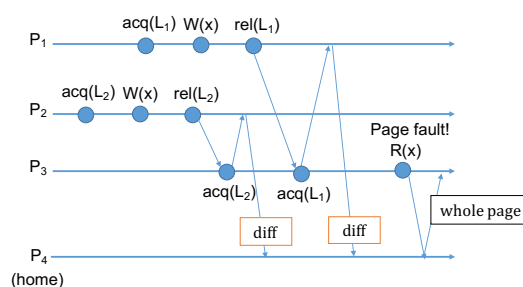 acq(L₁) W(x) rel(L₁)
P₁
acq(L₂) W(x) rel(L₂)
P₂
Page fault!
R(x)
P₃
acq(L₂) acq(L₁)
whole page
diff diff
P₄
(home)